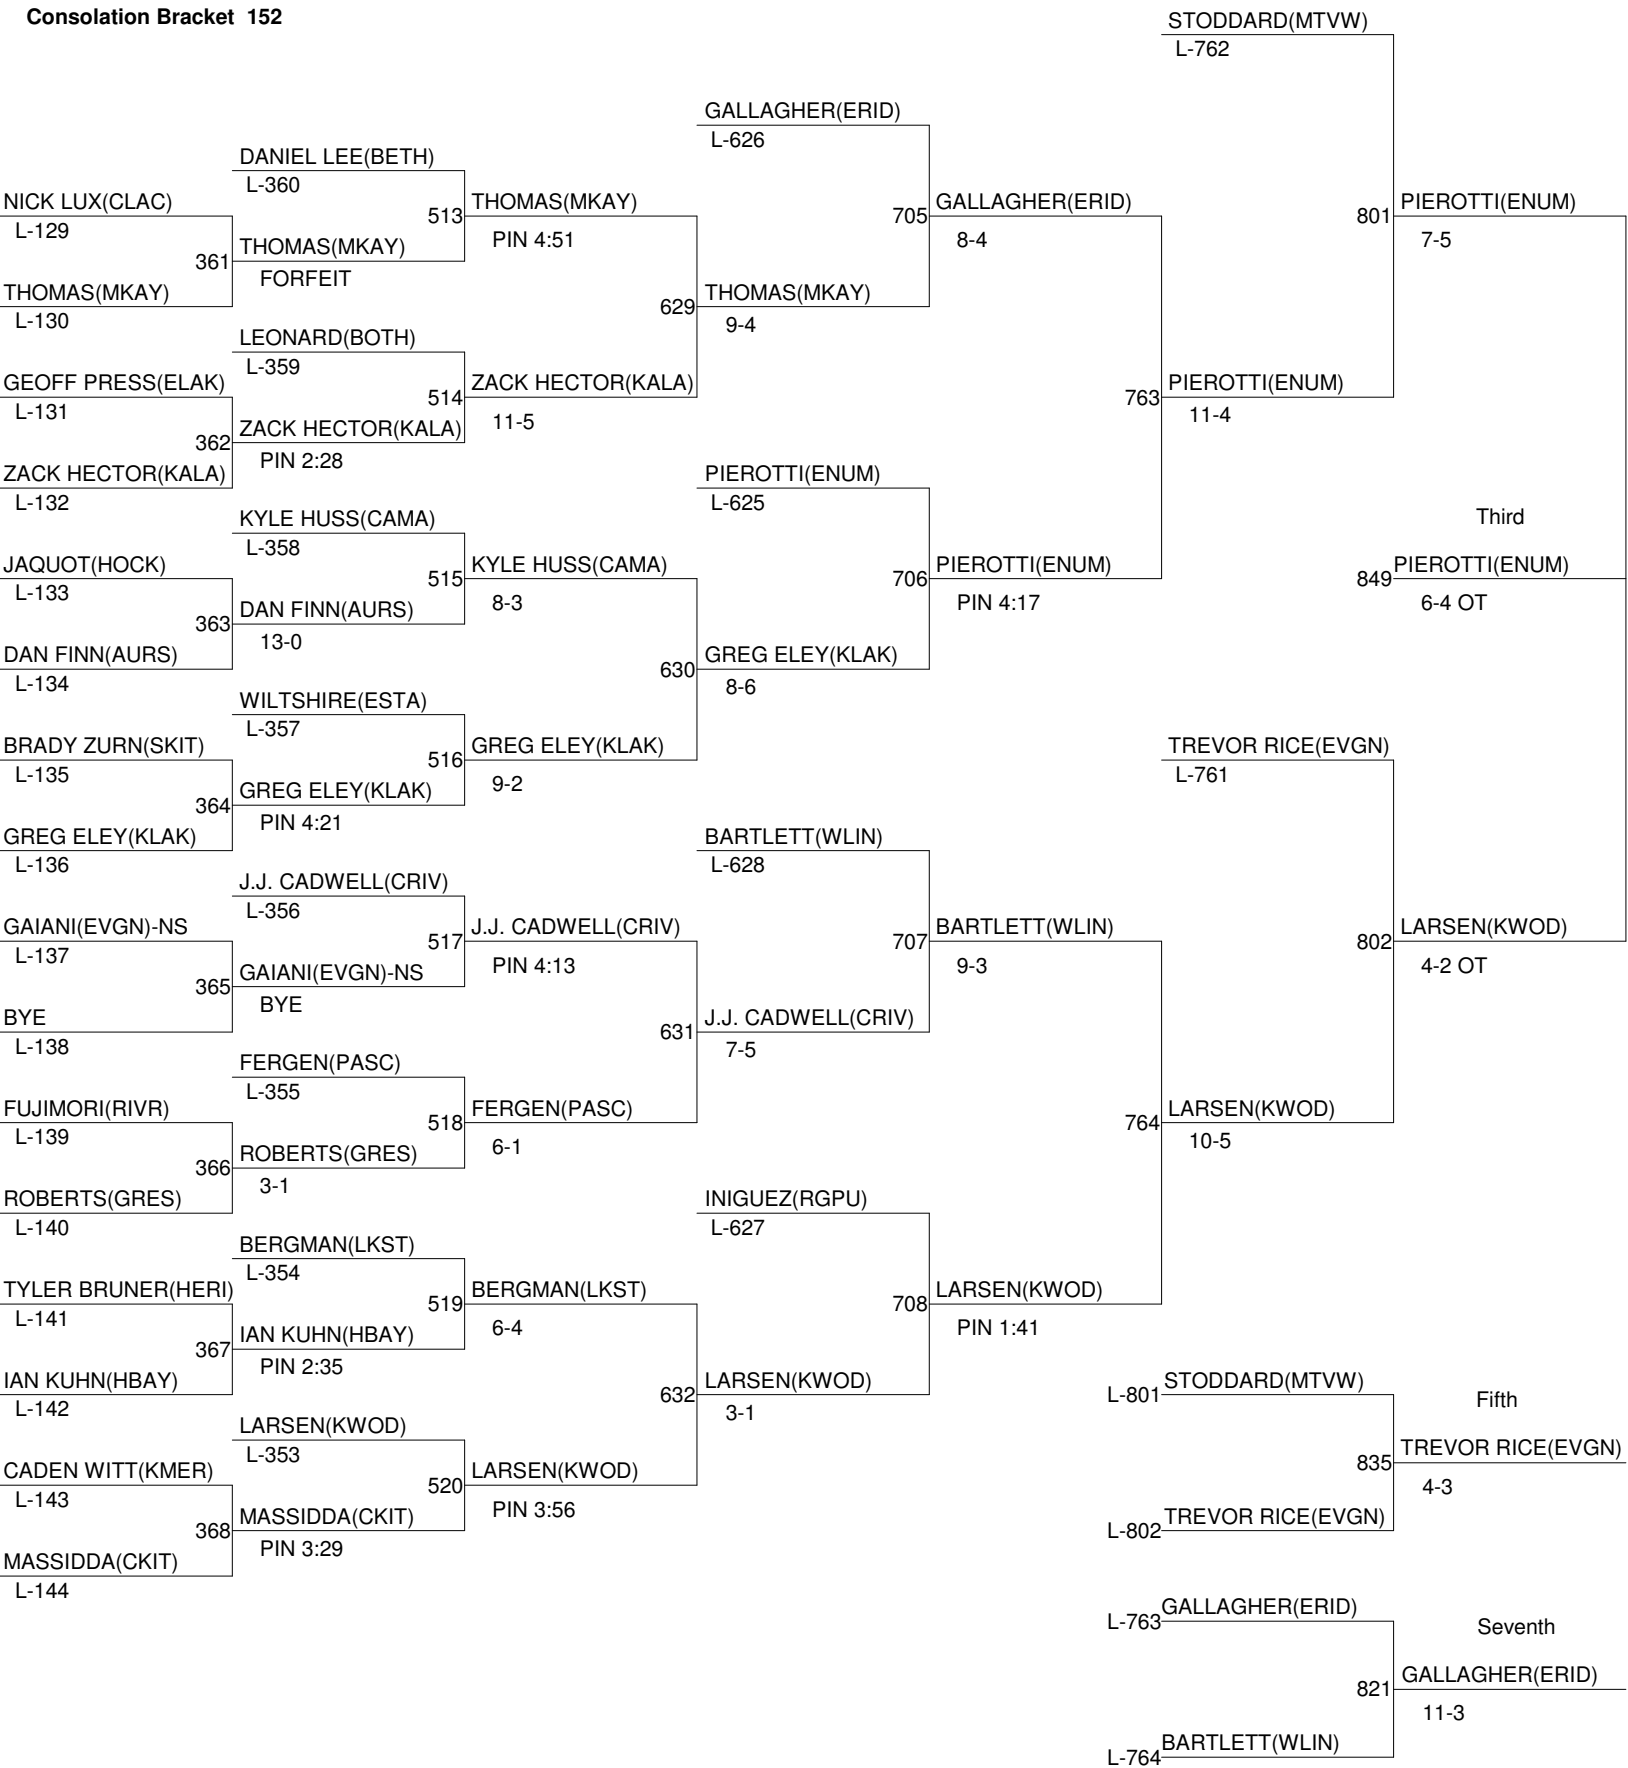 Consolation Bracket 152
NICK LUX(CLAC)
L-129
THOMAS(MKAY)
L-130
GEOFF PRESS(ELAK)
L-131
ZACK HECTOR(KALA)
L-132
JAQUOT(HOCK)
L-133
DAN FINN(AURS)
L-134
BRADY ZURN(SKIT)
L-135
GREG ELEY(KLAK)
L-136
GAIANI(EVGN)-NS
L-137
BYE
L-138
FUJIMORI(RIVR)
L-139
ROBERTS(GRES)
L-140
TYLER BRUNER(HERI)
L-141
IAN KUHN(HBAY)
L-142
CADEN WITT(KMER)
L-143
MASSIDDA(CKIT)
L-144
DANIEL LEE(BETH)
L-360
361
THOMAS(MKAY)
FORFEIT
LEONARD(BOTH)
L-359
362
ZACK HECTOR(KALA)
PIN 2:28
KYLE HUSS(CAMA)
L-358
363
DAN FINN(AURS)
13-0
WILTSHIRE(ESTA)
L-357
364
GREG ELEY(KLAK)
PIN 4:21
J.J. CADWELL(CRIV)
L-356
365
GAIANI(EVGN)-NS
BYE
FERGEN(PASC)
L-355
366
ROBERTS(GRES)
3-1
BERGMAN(LKST)
L-354
367
IAN KUHN(HBAY)
PIN 2:35
LARSEN(KWOD)
L-353
368
MASSIDDA(CKIT)
PIN 3:29
513
THOMAS(MKAY)
PIN 4:51
514
ZACK HECTOR(KALA)
11-5
515
KYLE HUSS(CAMA)
8-3
516
GREG ELEY(KLAK)
9-2
517
J.J. CADWELL(CRIV)
PIN 4:13
518
FERGEN(PASC)
6-1
519
BERGMAN(LKST)
6-4
520
LARSEN(KWOD)
PIN 3:56
GALLAGHER(ERID)
L-626
629
THOMAS(MKAY)
9-4
PIEROTTI(ENUM)
L-625
630
GREG ELEY(KLAK)
8-6
BARTLETT(WLIN)
L-628
631
J.J. CADWELL(CRIV)
7-5
INIGUEZ(RGPU)
L-627
632
LARSEN(KWOD)
3-1
705
GALLAGHER(ERID)
8-4
706
PIEROTTI(ENUM)
PIN 4:17
707
BARTLETT(WLIN)
9-3
708
LARSEN(KWOD)
PIN 1:41
STODDARD(MTVW)
L-762
763
PIEROTTI(ENUM)
11-4
TREVOR RICE(EVGN)
L-761
764
LARSEN(KWOD)
10-5
801
PIEROTTI(ENUM)
7-5
Third
849
PIEROTTI(ENUM)
6-4 OT
802
LARSEN(KWOD)
4-2 OT
L-801
STODDARD(MTVW)
Fifth
835
TREVOR RICE(EVGN)
4-3
L-802
TREVOR RICE(EVGN)
L-763
GALLAGHER(ERID)
Seventh
821
GALLAGHER(ERID)
11-3
L-764
BARTLETT(WLIN)